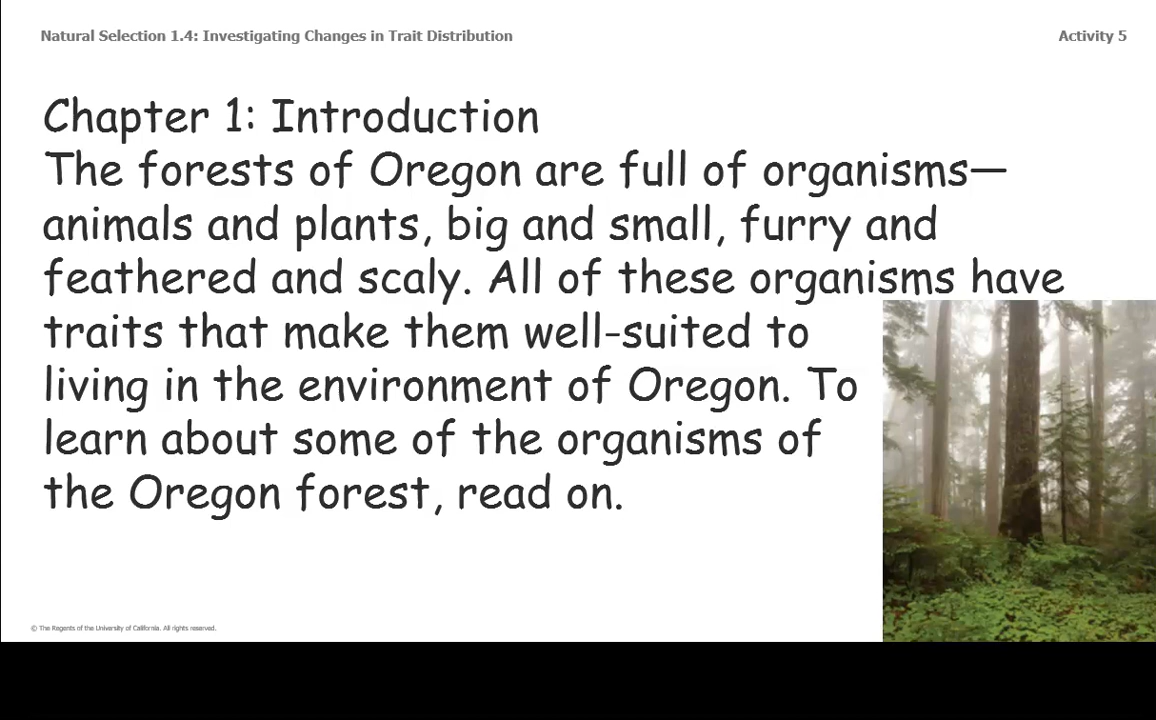 Natural Selection 1.4: Investigating Changes in Trait Distribution
Activity 5
Chapter 1: Introduction
The forests of Oregon are full of organisms—
animals and plants, big and small, furry and
feathered and scaly. All of these organisms have
traits that make them well-suited to
living in the environment of Oregon. To
learn about some of the organisms of
the Oregon forest, read on.
© The Regents of the University of California. All rights reserved.